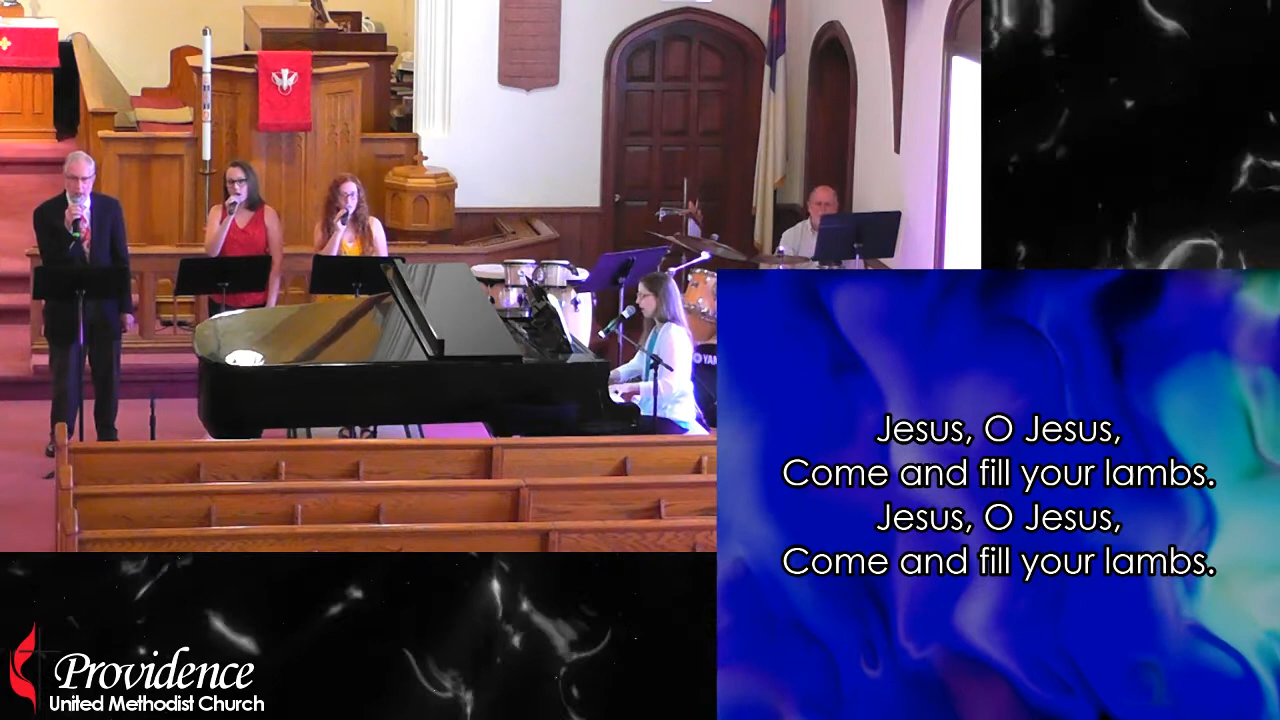 Jesus, O Jesus,
Come and fill your lambs.
Jesus, O Jesus,
Come and fill your lambs.
Providence
United Methodist Church